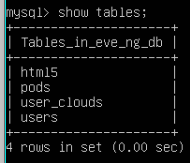 mysql> show tables;
+---------------------+
| Tables_in_eve_ng_db |
+---------------------+
| html5               |
| pods                |
| user_clouds         |
| users               |
+---------------------+
4 rows in set (0.00 sec)